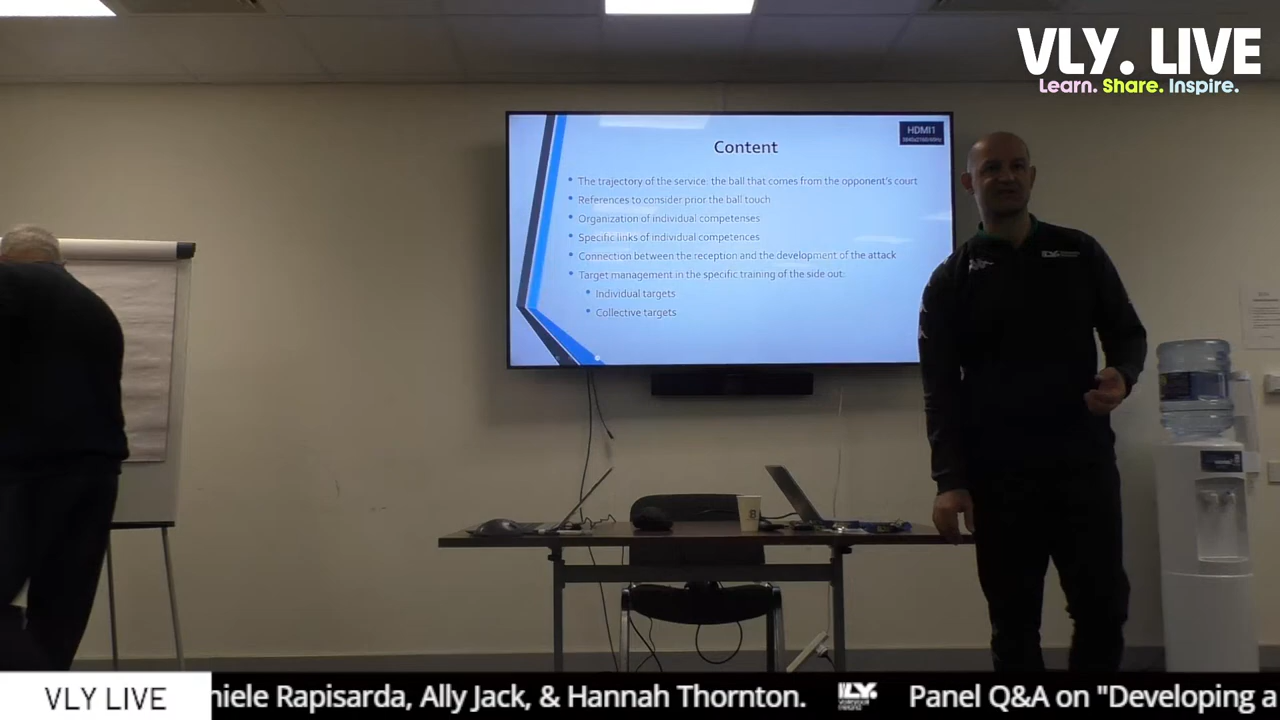 VLY. LIVE
Learn. Share. Inspire.
HDMI1
Content
• The trajectory of the service: the ball that comes from the opponent's court
• References to consider prior the ball touch
• Organization of individual competenses
• Specific links of individual competences
• Connection between the reception and the development of the attack
• Target management in the specific training of the side out:
• Individual targets
• Collective targets
VLY LIVE
niele Rapisarda, Ally Jack, & Hannah Thornton. VLY. Panel Q&A on "Developing a